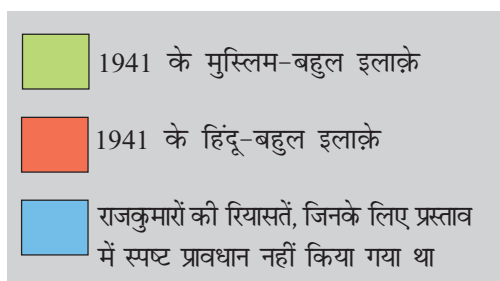 1941 के मुस्लिम-बहुल इलाक़े
1941 के हिंदू-बहुल इलाक़े
राजकुमारों की रियासतें, जिनके लिए प्रस्ताव
में स्पष्ट प्रावधान नहीं किया गया था